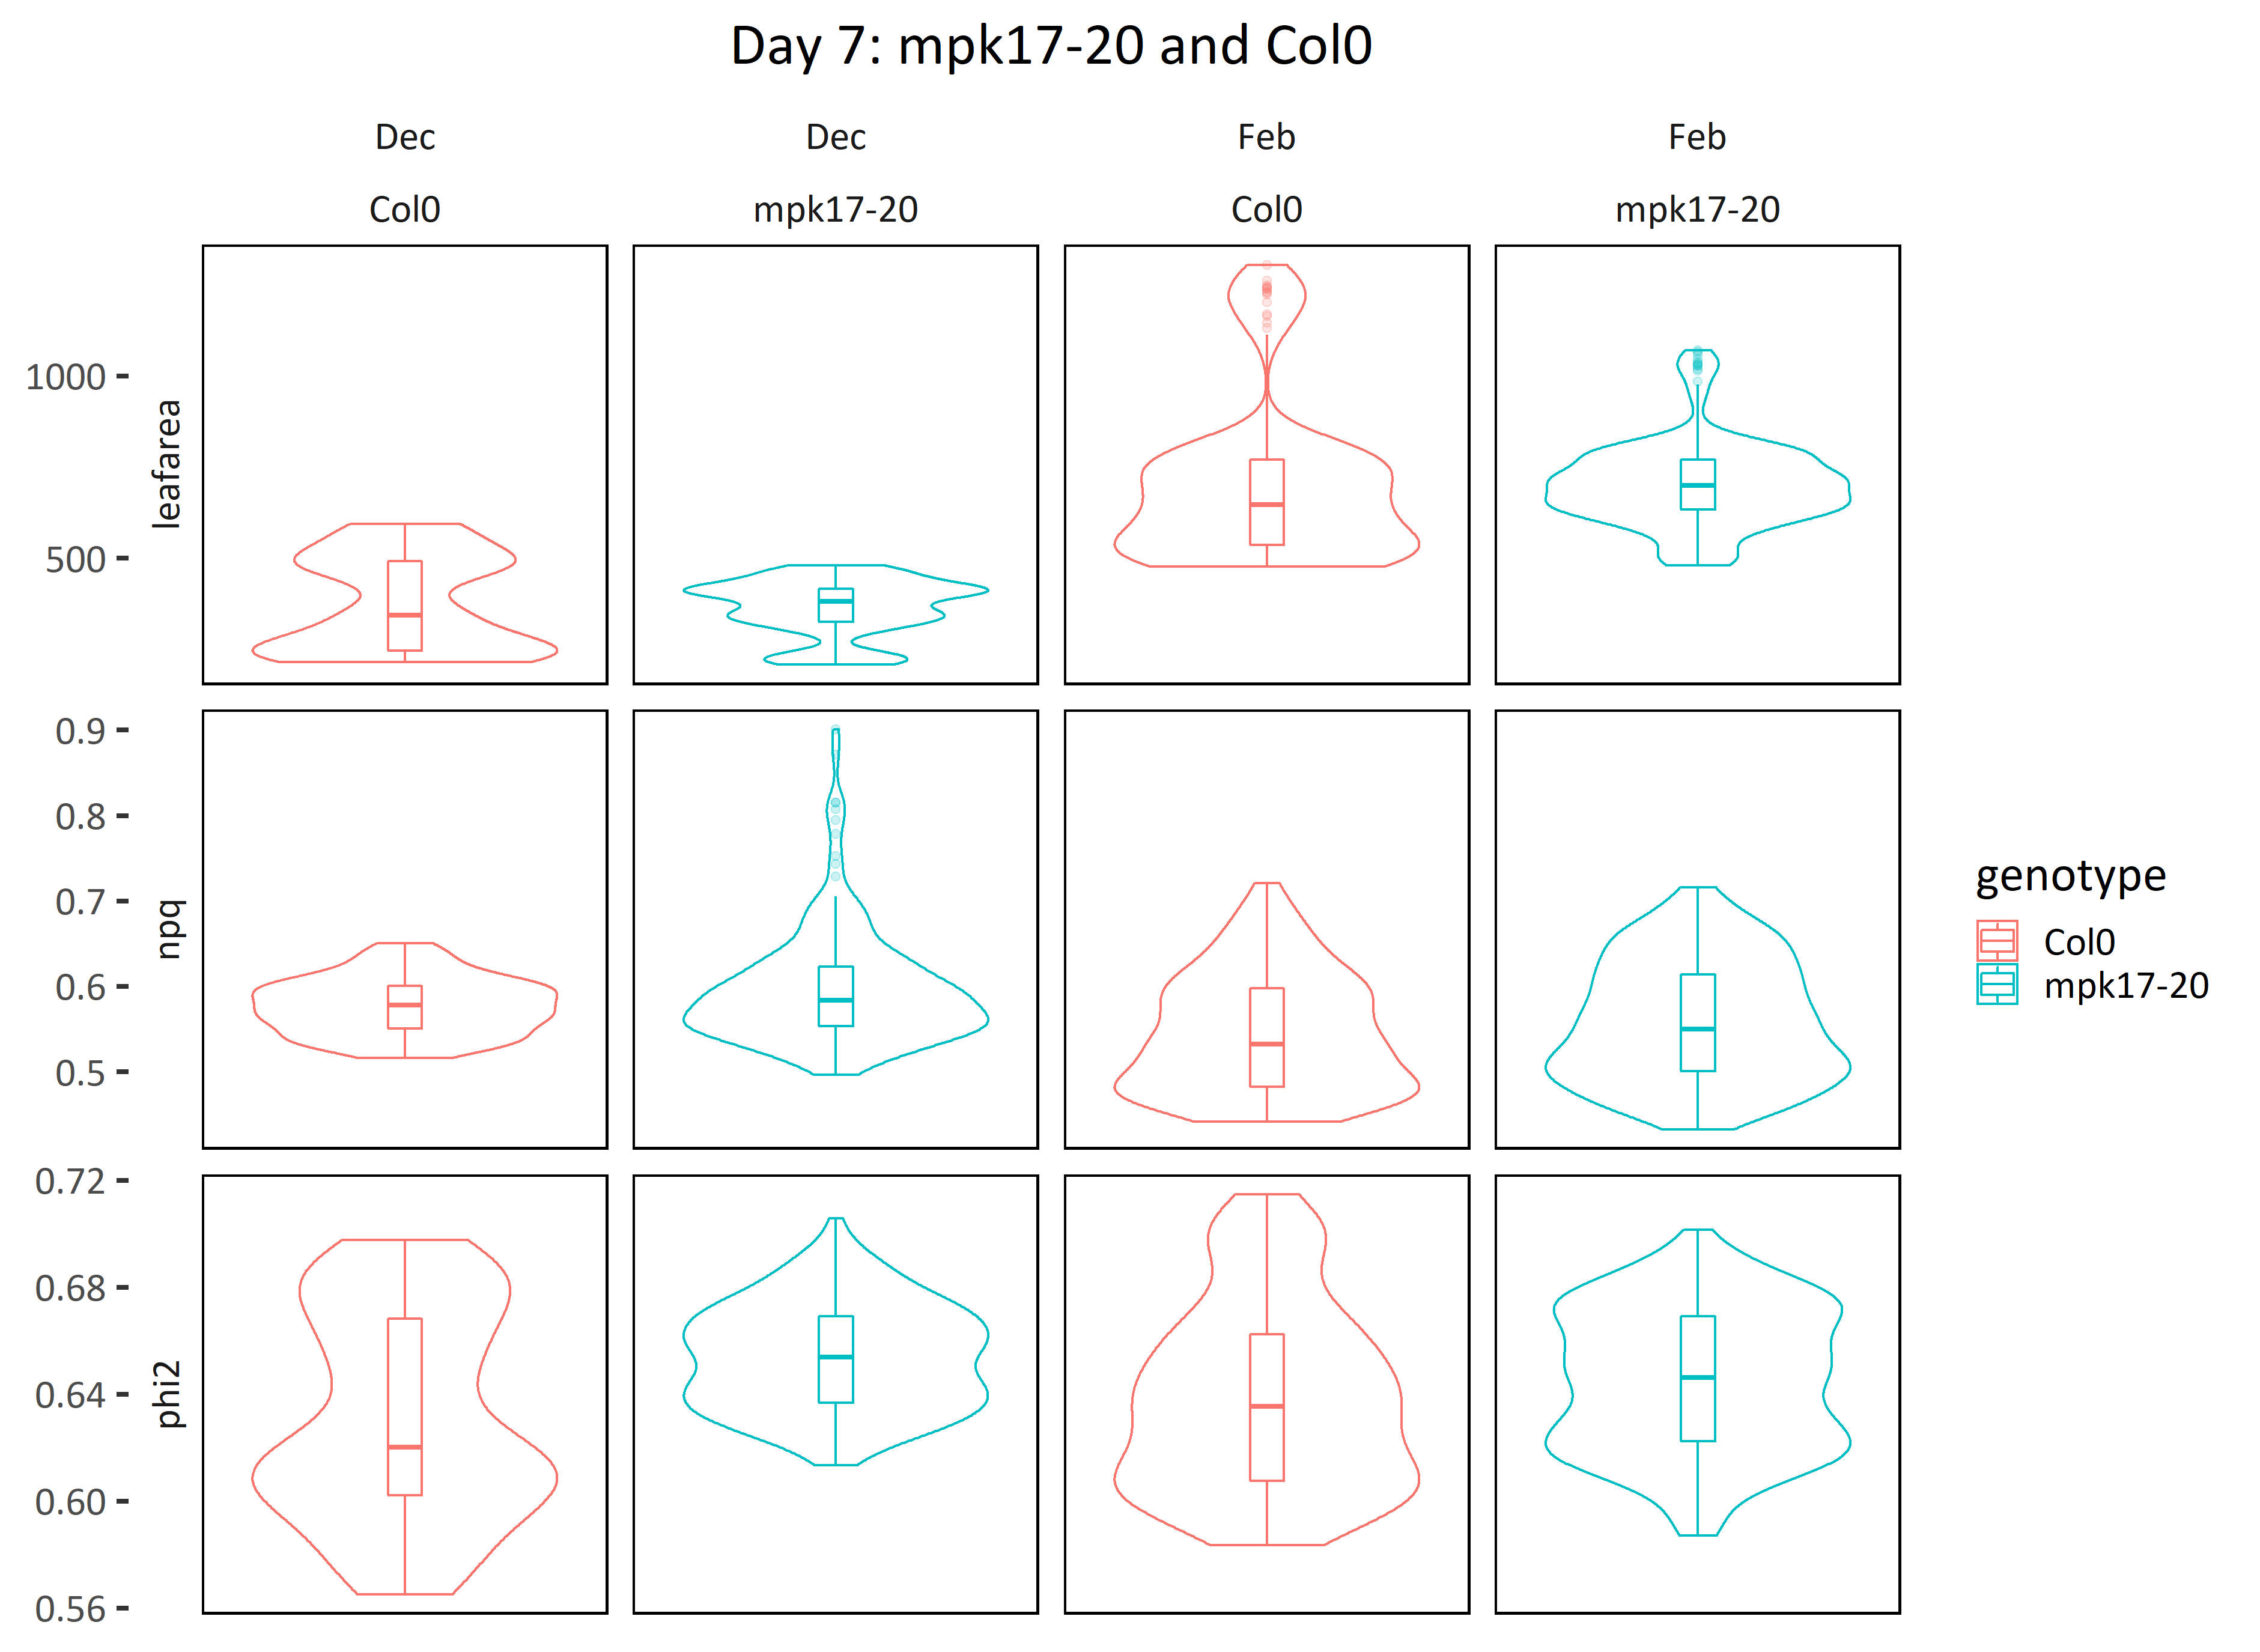 Day 7: mpk17-20 and Col0
Dec Dec Feb Feb
Col0 mpk17-20 Col0 mpk17-20
leafarea
1000
500
npq
0.9
0.8
0.7
0.6
0.5
phi2
0.72
0.68
0.64
0.60
0.56
genotype
Col0
mpk17-20